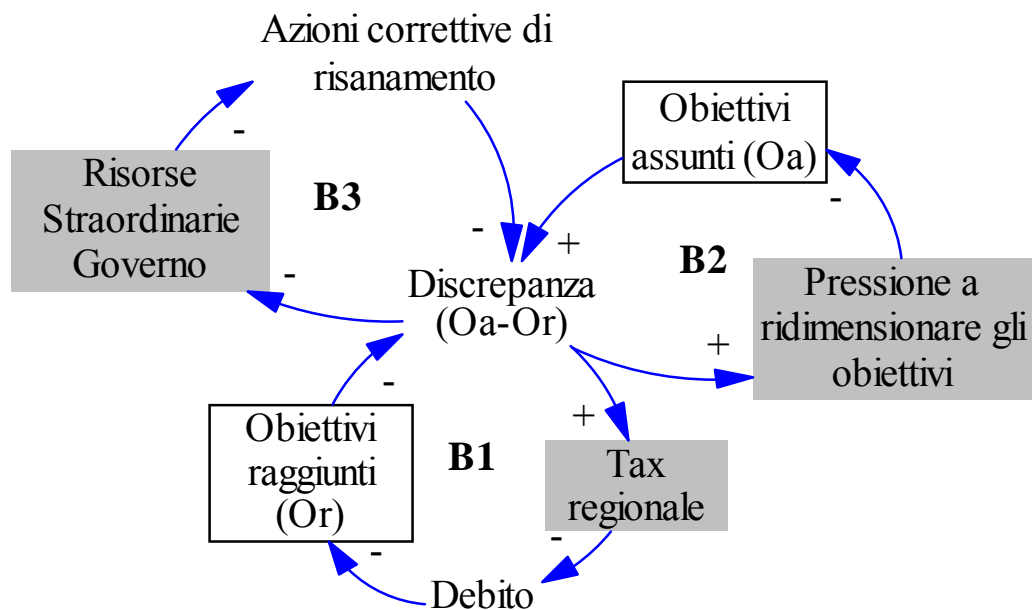 Azioni correttive di
risanamento
-
Risorse
Straordinarie
Governo
B3
-
-
+
Obiettivi
assunti (Oa)
-
B2
Discrepanza
(Oa-Or)
Pressione a
ridimensionare gli
obiettivi
+
+
-
Obiettivi
raggiunti
(Or)
B1
Tax
regionale
-
-
Debito